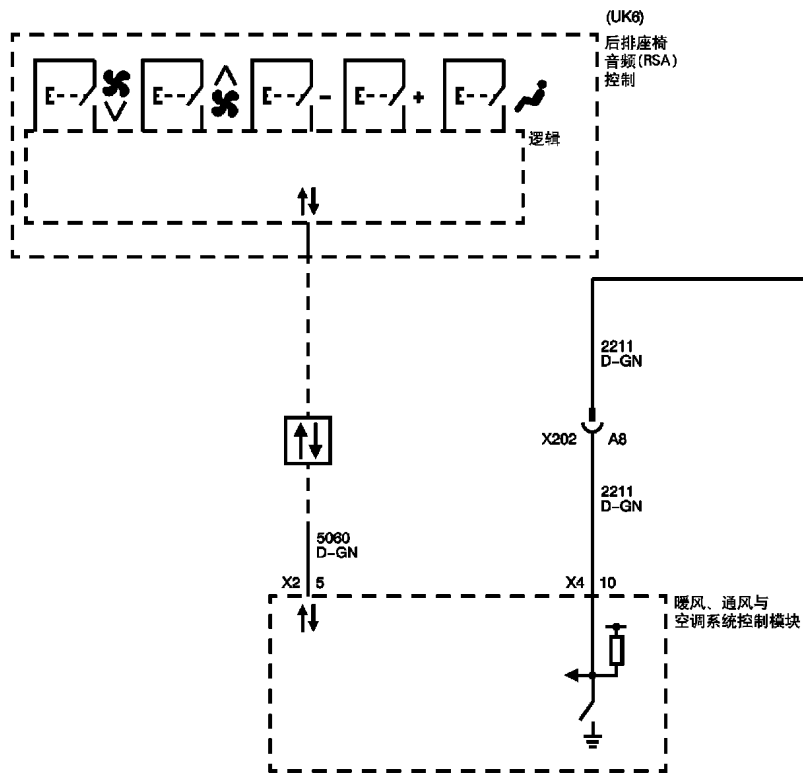 (UK6)
后排座椅
音频(RSA)
控制
逻辑
2211
D-GN
X202 A8
2211
D-GN
5060
D-GN
X2 5
X4 10
暖风、通风与
空调系统控制模块